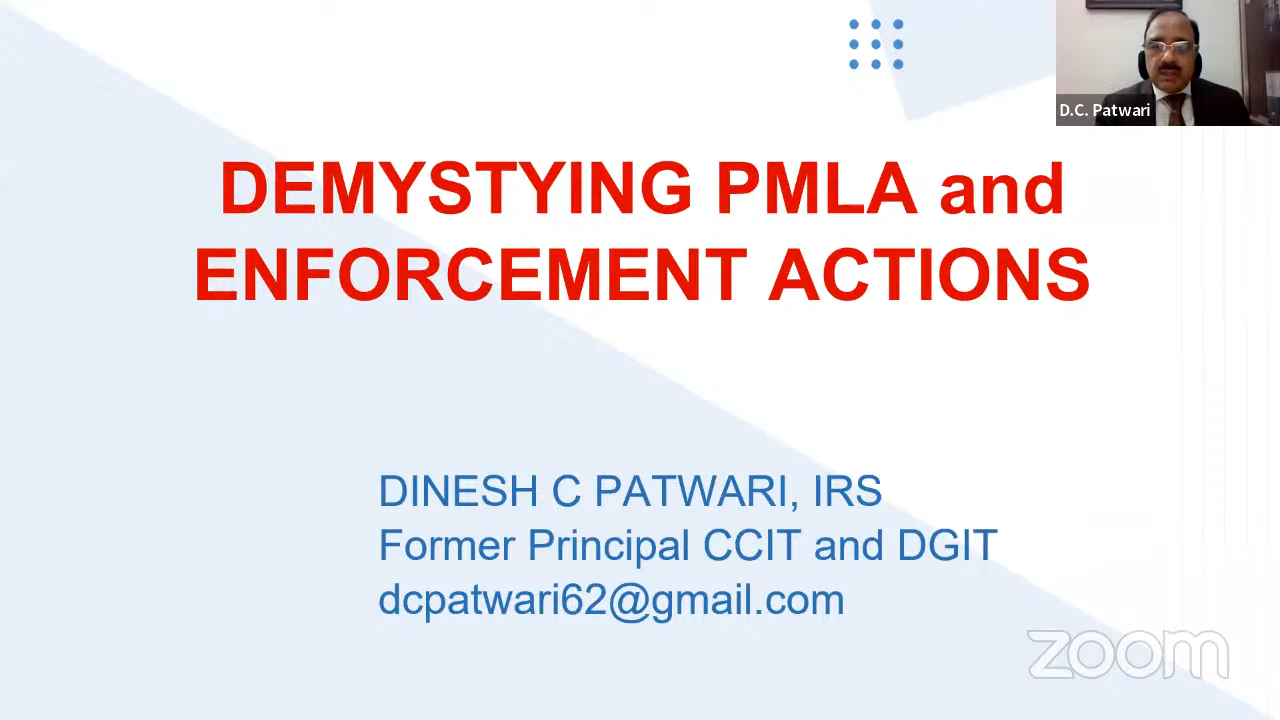 D.C. Patwari
DEMYSTYING PMLA and
ENFORCEMENT ACTIONS
DINESH C PATWARI, IRS
Former Principal CCIT and DGIT
dcpatwari62@gmail.com
zoom